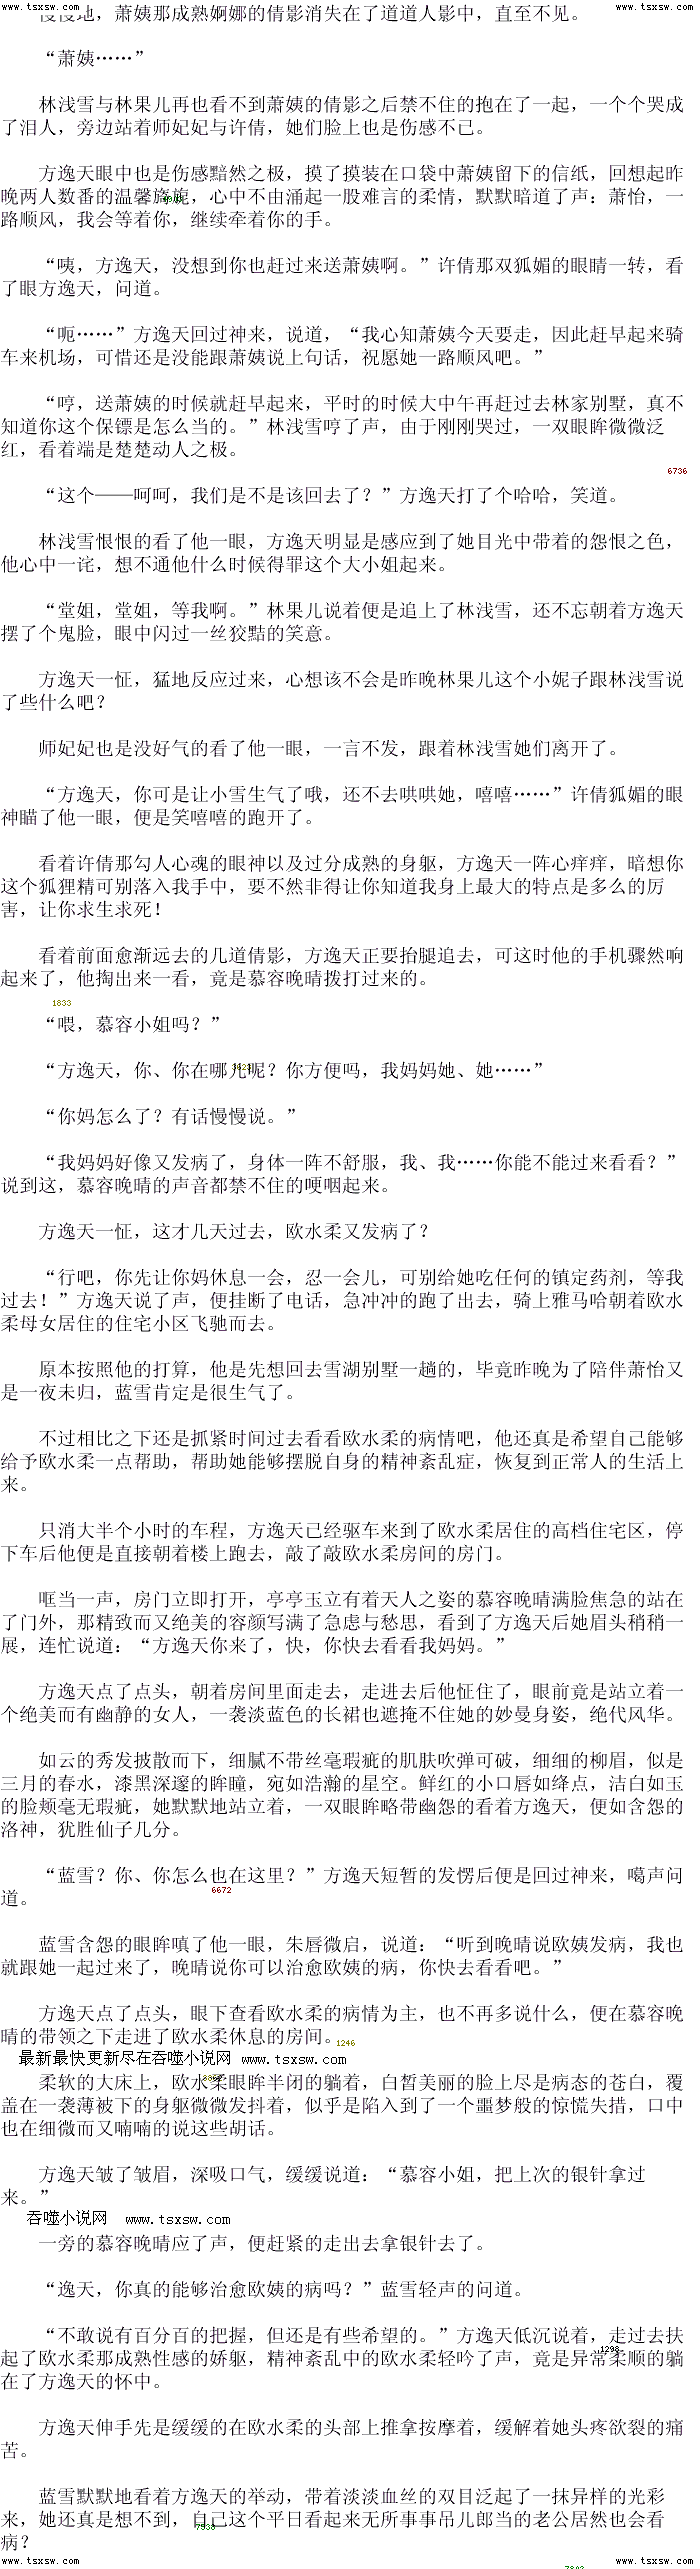 www.tsxsw.com www.tsxsw.com
慢慢地，萧姨那成熟婀娜的倩影消失在了道道人影中，直至不见。
“萧姨……”
林浅雪与林果儿再也看不到萧姨的倩影之后禁不住的抱在了一起，一个个哭成
了泪人，旁边站着师妃妃与许倩，她们脸上也是伤感不已。
方逸天眼中也是伤感黯然之极，摸了摸装在口袋中萧姨留下的信纸，回想起昨
晚两人数番的温馨旖旎，心中不由涌起一股难言的柔情，默默暗道了声：萧怡，一
路顺风，我会等着你，继续牵着你的手。
“咦，方逸天，没想到你也赶过来送萧姨啊。”许倩那双狐媚的眼睛一转，看
了眼方逸天，问道。
“呃……”方逸天回过神来，说道，“我心知萧姨今天要走，因此赶早起来骑
车来机场，可惜还是没能跟萧姨说上句话，祝愿她一路顺风吧。”
“哼，送萧姨的时候就赶早起来，平时的时候大中午再赶过去林家别墅，真不
知道你这个保镖是怎么当的。”林浅雪哼了声，由于刚刚哭过，一双眼眸微微泛
红，看着端是楚楚动人之极。
6736
“这个——呵呵，我们是不是该回去了？”方逸天打了个哈哈，笑道。
林浅雪恨恨的看了他一眼，方逸天明显是感应到了她目光中带着的怨恨之色，
他心中一诧，想不通他什么时候得罪这个大小姐起来。
“堂姐，堂姐，等我啊。”林果儿说着便是追上了林浅雪，还不忘朝着方逸天
摆了个鬼脸，眼中闪过一丝狡黠的笑意。
方逸天一怔，猛地反应过来，心想该不会是昨晚林果儿这个小妮子跟林浅雪说
了些什么吧？
师妃妃也是没好气的看了他一眼，一言不发，跟着林浅雪她们离开了。
“方逸天，你可是让小雪生气了哦，还不去哄哄她，嘻嘻……”许倩狐媚的眼
神瞄了他一眼，便是笑嘻嘻的跑开了。
看着许倩那勾人心魂的眼神以及过分成熟的身躯，方逸天一阵心痒痒，暗想你
这个狐狸精可别落入我手中，要不然非得让你知道我身上最大的特点是多么的厉
害，让你求生求死！
看着前面愈渐远去的几道倩影，方逸天正要抬腿追去，可这时他的手机骤然响
起来了，他掏出来一看，竟是慕容晚晴拨打过来的。
1833
“喂，慕容小姐吗？”
“方逸天，你、你在哪儿呢？你方便吗，我妈妈她、她……”
“你妈怎么了？有话慢慢说。”
“我妈妈好像又发病了，身体一阵不舒服，我、我……你能不能过来看看？”
说到这，慕容晚晴的声音都禁不住的哽咽起来。
方逸天一怔，这才几天过去，欧水柔又发病了？
“行吧，你先让你妈休息一会，忍一会儿，可别给她吃任何的镇定药剂，等我
过去！”方逸天说了声，便挂断了电话，急冲冲的跑了出去，骑上雅马哈朝着欧水
柔母女居住的住宅小区飞驰而去。
原本按照他的打算，他是先想回去雪湖别墅一趟的，毕竟昨晚为了陪伴萧怡又
是一夜未归，蓝雪肯定是很生气了。
不过相比之下还是抓紧时间过去看看欧水柔的病情吧，他还真是希望自己能够
给予欧水柔一点帮助，帮助她能够摆脱自身的精神紊乱症，恢复到正常人的生活上
来。
只消大半个小时的车程，方逸天已经驱车来到了欧水柔居住的高档住宅区，停
下车后他便是直接朝着楼上跑去，敲了敲欧水柔房间的房门。
哐当一声，房门立即打开，亭亭玉立有着天人之姿的慕容晚晴满脸焦急的站在
了门外，那精致而又绝美的容颜写满了急虑与愁思，看到了方逸天后她眉头稍稍一
展，连忙说道：“方逸天你来了，快，你快去看看我妈妈。”
方逸天点了点头，朝着房间里面走去，走进去后他怔住了，眼前竟是站立着一
个绝美而有幽静的女人，一袭淡蓝色的长裙也遮掩不住她的妙曼身姿，绝代风华。
如云的秀发披散而下，细腻不带丝毫瑕疵的肌肤吹弹可破，细细的柳眉，似是
三月的春水，漆黑深邃的眸瞳，宛如浩瀚的星空。鲜红的小口唇如绛点，洁白如玉
的脸颊毫无瑕疵，她默默地站立着，一双眼眸略带幽怨的看着方逸天，便如含怨的
洛神，犹胜仙子几分。
“蓝雪？你、你怎么也在这里？”方逸天短暂的发愣后便是回过神来，噶声问
道。
6672
蓝雪含怨的眼眸嗔了他一眼，朱唇微启，说道：“听到晚晴说欧姨发病，我也
就跟她一起过来了，晚晴说你可以治愈欧姨的病，你快去看看吧。”
方逸天点了点头，眼下查看欧水柔的病情为主，也不再多说什么，便在慕容晚
晴的带领之下走进了欧水柔休息的房间。
1246
最新最快更新尽在吞噬小说网 www.tsxsw.com
柔软的大床上，欧水柔眼眸半闭的躺着，白皙美丽的脸上尽是病态的苍白，覆
盖在一袭薄被下的身躯微微发抖着，似乎是陷入到了一个噩梦般的惊慌失措，口中
也在细微而又喃喃的说这些胡话。
方逸天皱了皱眉，深吸口气，缓缓说道：“慕容小姐，把上次的银针拿过
来。”
吞噬小说网 www.tsxsw.com
一旁的慕容晚晴应了声，便赶紧的走出去拿银针去了。
“逸天，你真的能够治愈欧姨的病吗？”蓝雪轻声的问道。
“不敢说有百分百的把握，但还是有些希望的。”方逸天低沉说着，走过去扶
起了欧水柔那成熟性感的娇躯，精神紊乱中的欧水柔轻吟了声，竟是异常柔顺的躺
1298
在了方逸天的怀中。
方逸天伸手先是缓缓的在欧水柔的头部上推拿按摩着，缓解着她头疼欲裂的痛
苦。
蓝雪默默地看着方逸天的举动，带着淡淡血丝的双目泛起了一抹异样的光彩
来，她还真是想不到，自己这个平日看起来无所事事吊儿郎当的老公居然也会看
病？
www.tsxsw.com www.tsxsw.com